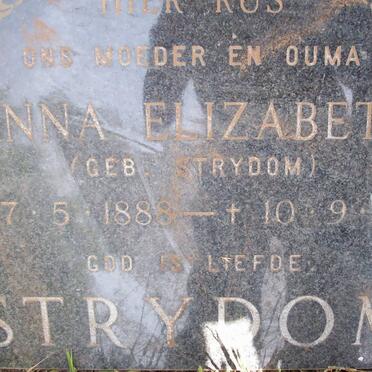 HIER RUS
ONS MOEDER EN OUMA
NNA ELIZABET
(GEB. STRYDOM)
7·5·1888—+10·9·
GOD IS LIEFDE.
STRYDOM